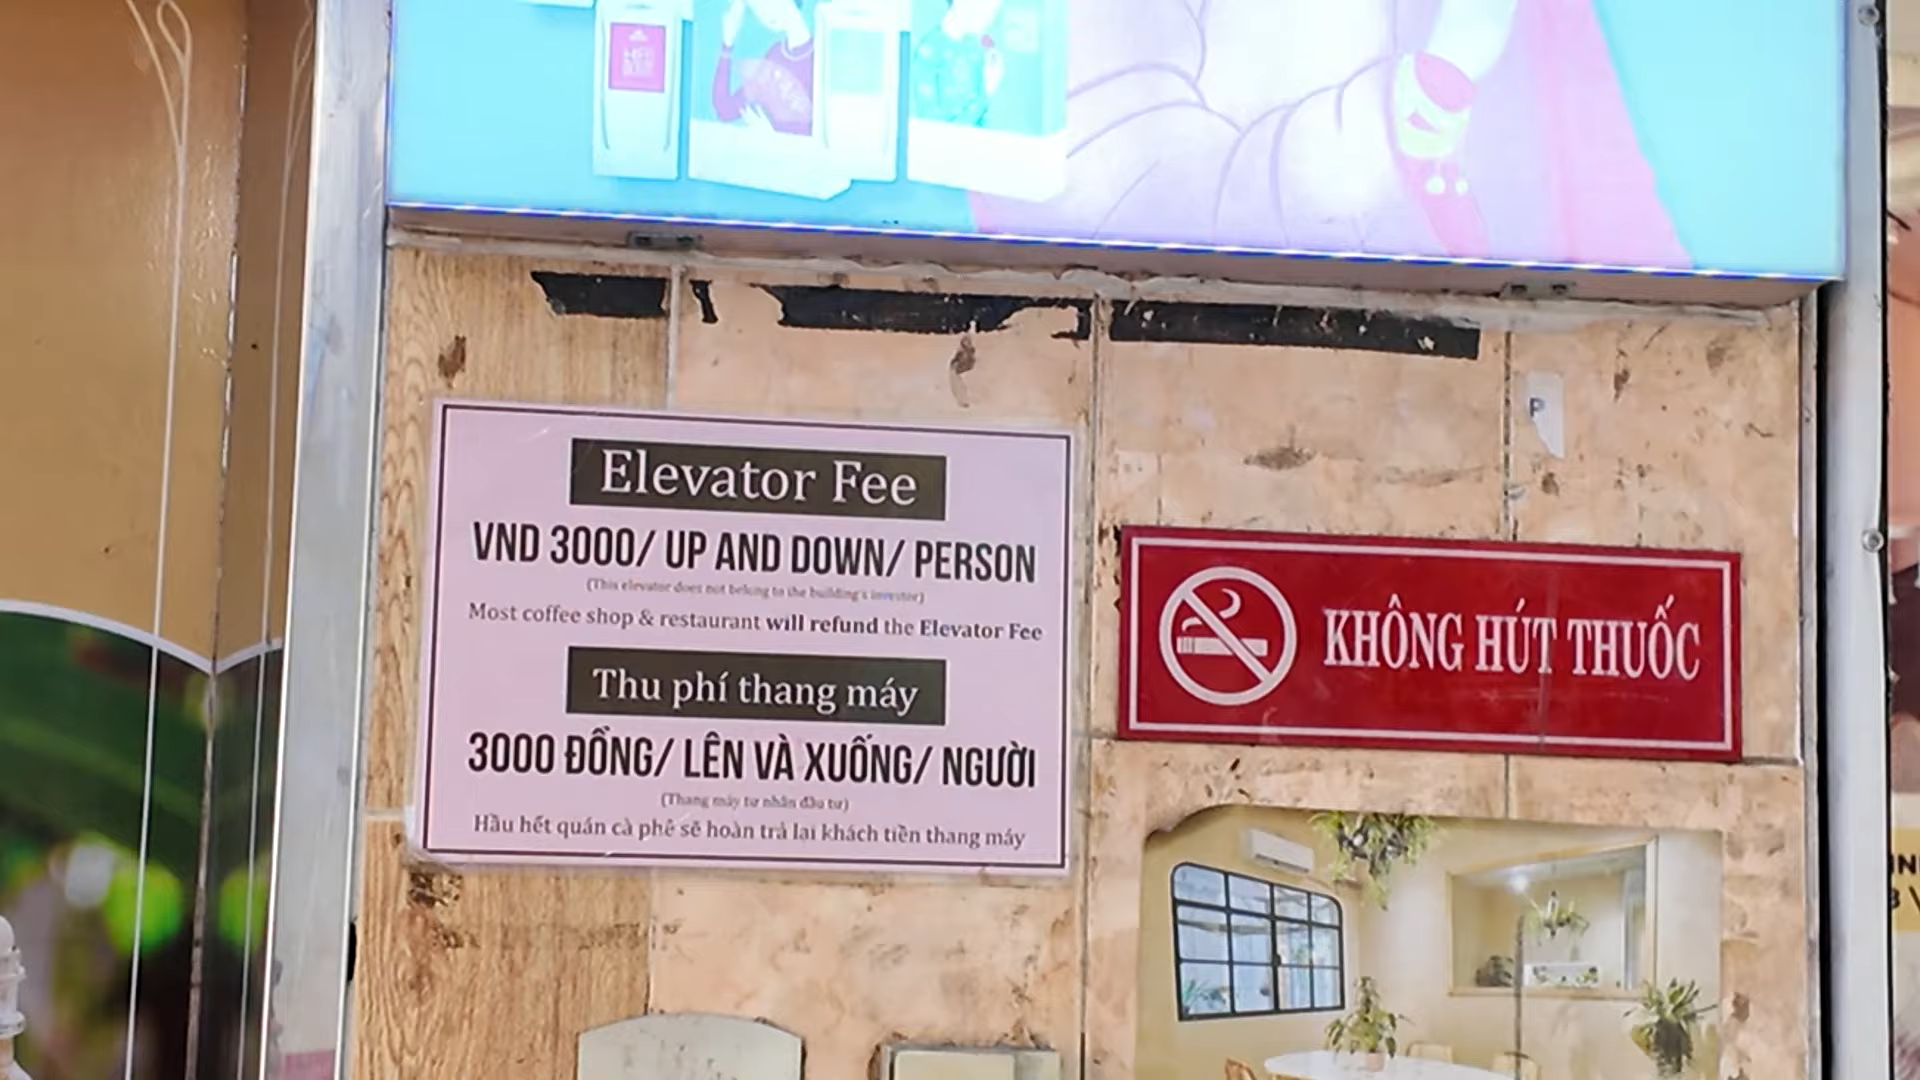 Elevator Fee
VND 3000/ UP AND DOWN/ PERSON
(This elevator does not belong to the building's investor)
Most coffee shop & restaurant will refund the Elevator Fee
Thu phí thang máy
3000 ĐỒNG/ LÊN VÀ XUỐNG/ NGƯỜI
(Thang máy tư nhân đầu tư)
Hầu hết quán cà phê sẽ hoàn trả lại khách tiền thang máy
P
KHÔNG HÚT THUỐC